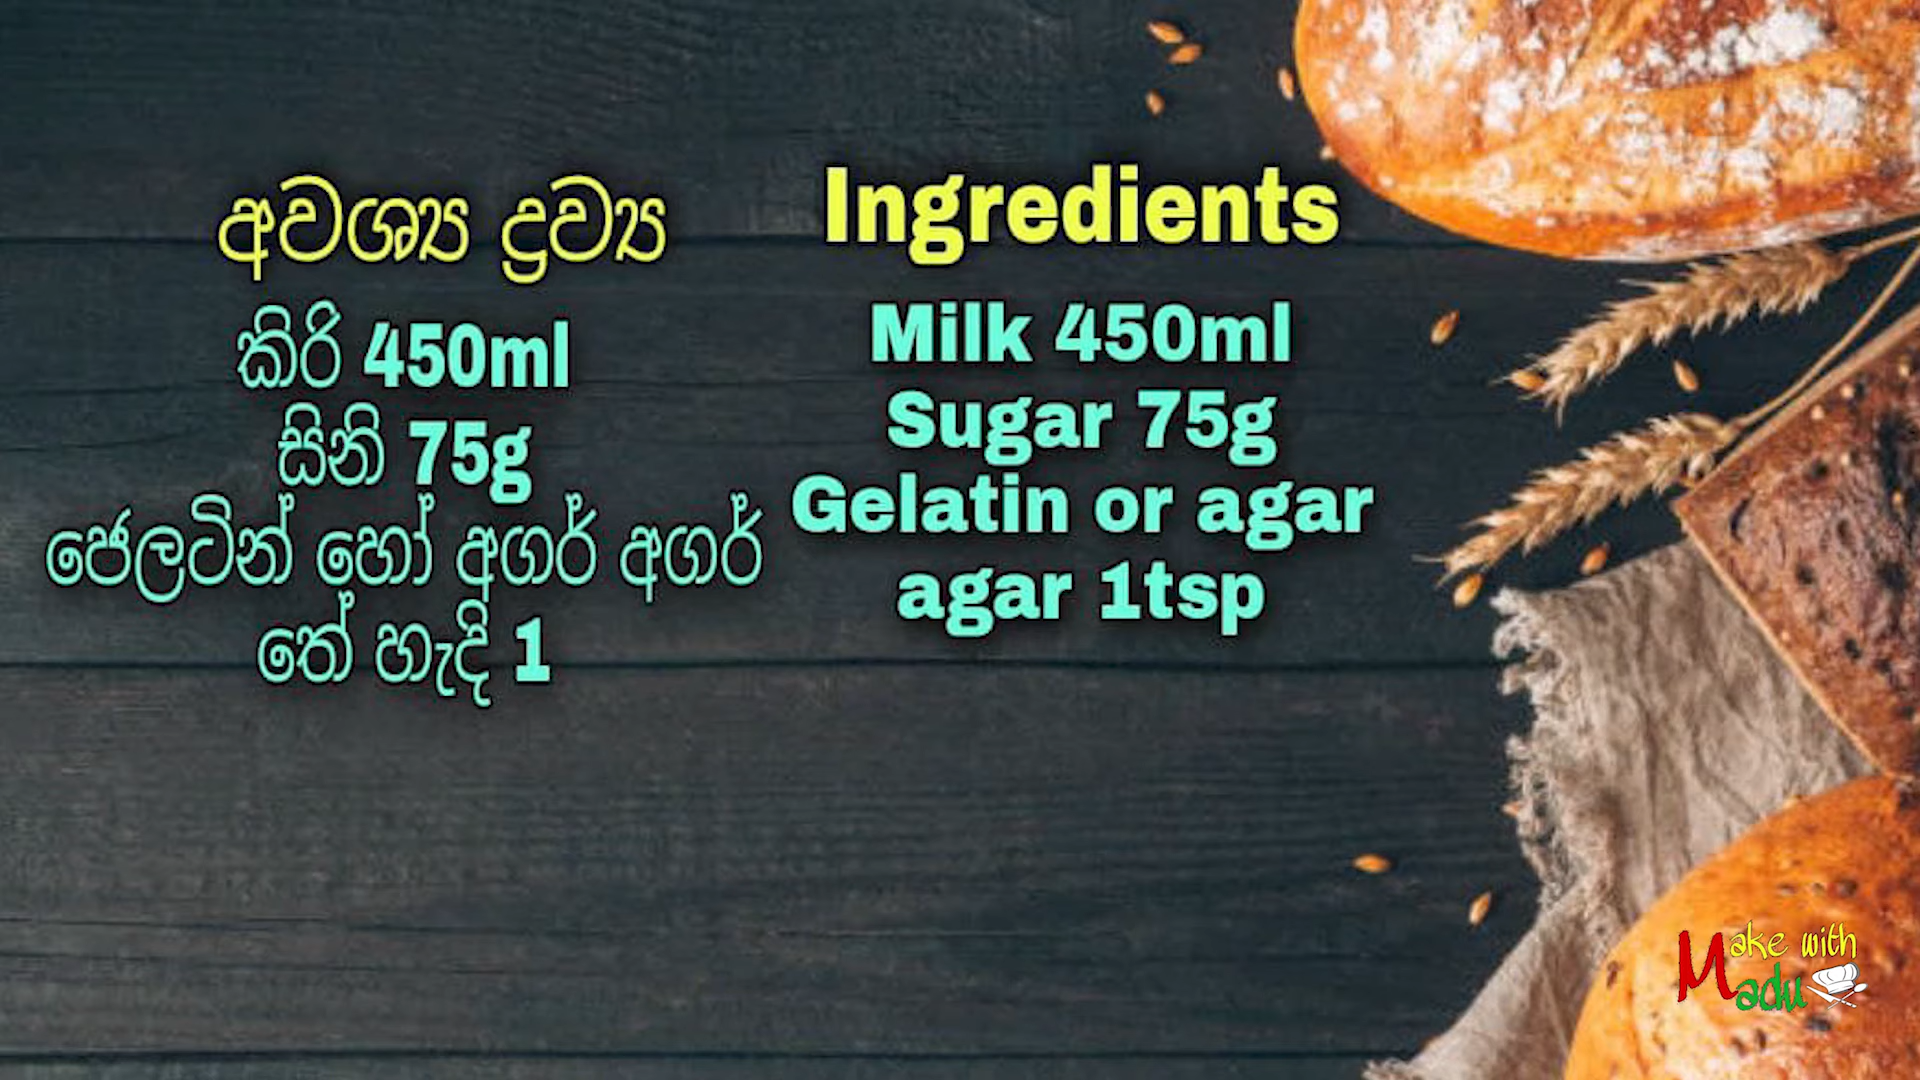 අවශ්‍ය ද්‍රව්‍ය
කිරි 450ml
සිනි 75g
ජෙලටින් හෝ අගර් අගර්
තේ හැදි 1
Ingredients
Milk 450ml
Sugar 75g
Gelatin or agar
agar 1tsp
Make with
Madu